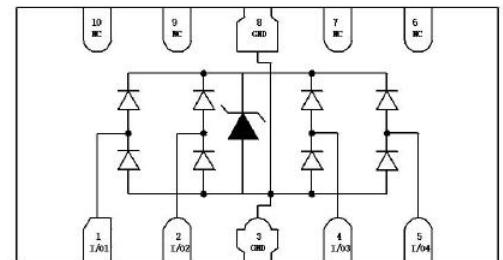 10 9 8 7 6
NC NC GND NC NC
1 2 3 4 5
I/O1 I/O2 GND I/O3 I/O4